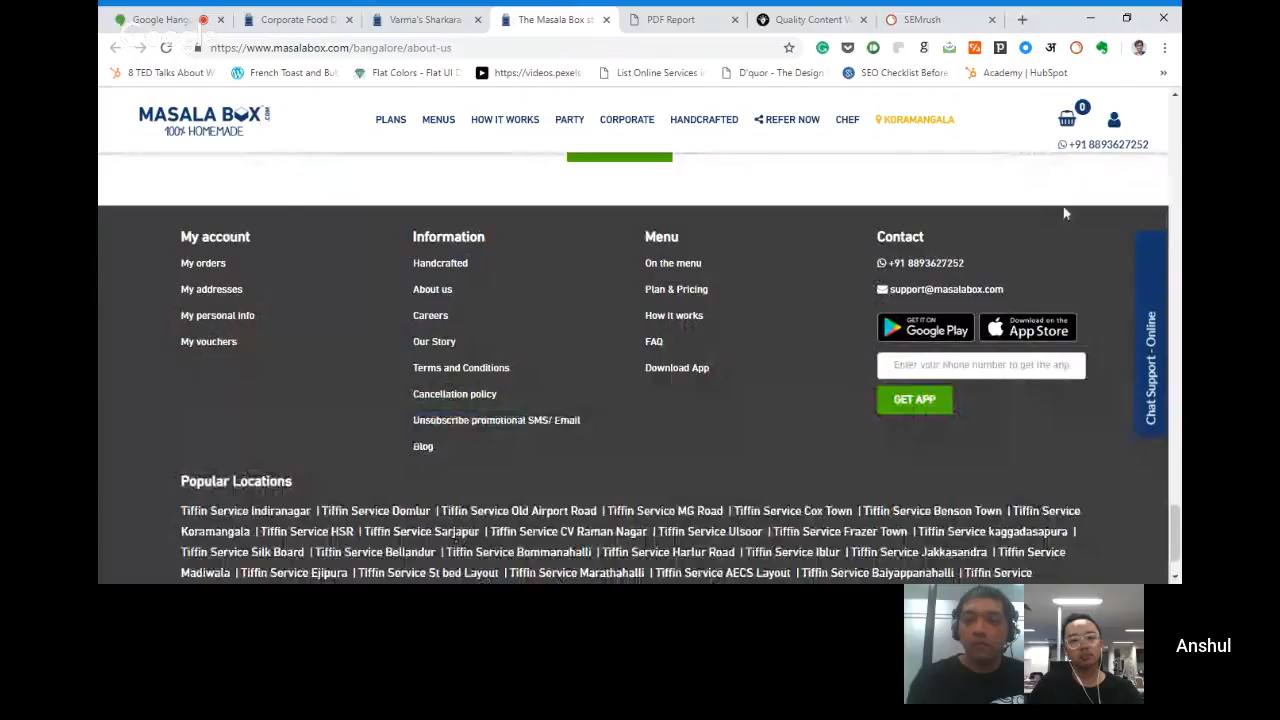 Google Hang
Corporate Food D
Varma's Sharkara
The Masala Box st
PDF Report
Quality Content W
SEMrush
https://www.masalabox.com/bangalore/about-us
8 TED Talks About W
French Toast and Bub
Flat Colors - Flat UI
https://videos.pexels
List Online Services i
D'quor - The Design
SEO Checklist Before
Academy | HubSpot
MASALA BOX .COM
100% HOMEMADE
PLANS MENUS HOW IT WORKS PARTY CORPORATE HANDCRAFTED REFER NOW CHEF KORAMANGALA
0
+91 8893627252
My account
My orders
My addresses
My personal info
My vouchers
Information
Handcrafted
About us
Careers
Our Story
Terms and Conditions
Cancellation policy
Unsubscribe promotional SMS/ Email
Blog
Menu
On the menu
Plan & Pricing
How it works
FAQ
Download App
Contact
+91 8893627252
support@masalabox.com
GET IT ON
Google Play
Download on the
App Store
Enter your phone number to get the app
GET APP
Chat Support - Online
Popular Locations
Tiffin Service Indiranagar | Tiffin Service Domlur | Tiffin Service Old Airport Road | Tiffin Service MG Road | Tiffin Service Cox Town | Tiffin Service Benson Town | Tiffin Service
Koramangala | Tiffin Service HSR | Tiffin Service Sarjapur | Tiffin Service CV Raman Nagar | Tiffin Service Ulsoor | Tiffin Service Frazer Town | Tiffin Service kaggadasapura |
Tiffin Service Silk Board | Tiffin Service Bellandur | Tiffin Service Bommanahalli | Tiffin Service Harlur Road | Tiffin Service Iblur | Tiffin Service Jakkasandra | Tiffin Service
Madiwala | Tiffin Service Ejipura | Tiffin Service St bed Layout | Tiffin Service Marathahalli | Tiffin Service AECS Layout | Tiffin Service Baiyappanahalli | Tiffin Service
Anshul